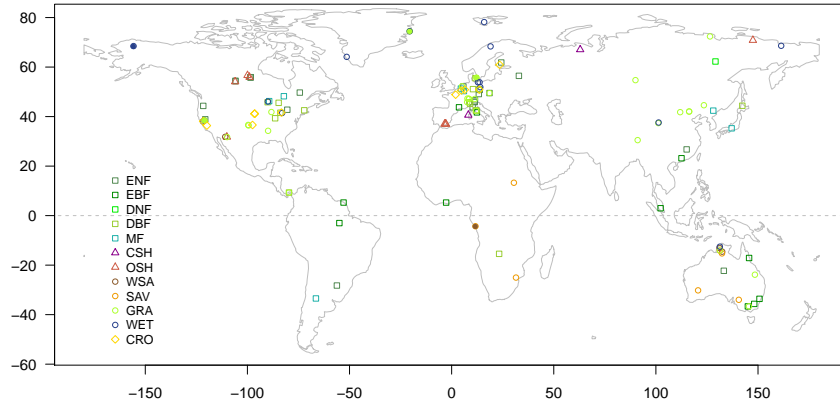 80
60
40
20
0
−20
−40
−60
ENF
EBF
DNF
DBF
MF
CSH
OSH
WSA
SAV
GRA
WET
CRO
−150
−100
−50
0
50
100
150